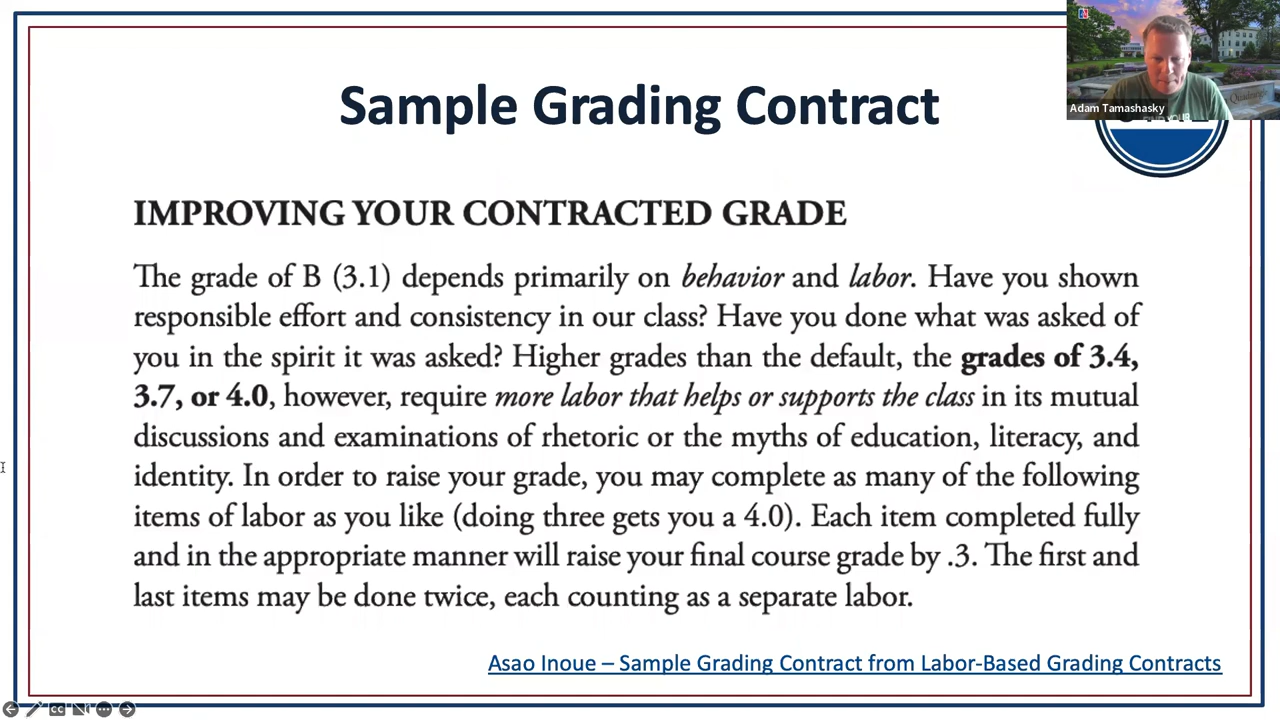 Sample Grading Contract
Adam Tamashasky
Quadrangle
IMPROVING YOUR CONTRACTED GRADE
The grade of B (3.1) depends primarily on behavior and labor. Have you shown
responsible effort and consistency in our class? Have you done what was asked of
you in the spirit it was asked? Higher grades than the default, the grades of 3.4,
3.7, or 4.0, however, require more labor that helps or supports the class in its mutual
discussions and examinations of rhetoric or the myths of education, literacy, and
identity. In order to raise your grade, you may complete as many of the following
items of labor as you like (doing three gets you a 4.0). Each item completed fully
and in the appropriate manner will raise your final course grade by .3. The first and
last items may be done twice, each counting as a separate labor.
Asao Inoue – Sample Grading Contract from Labor-Based Grading Contracts
CC